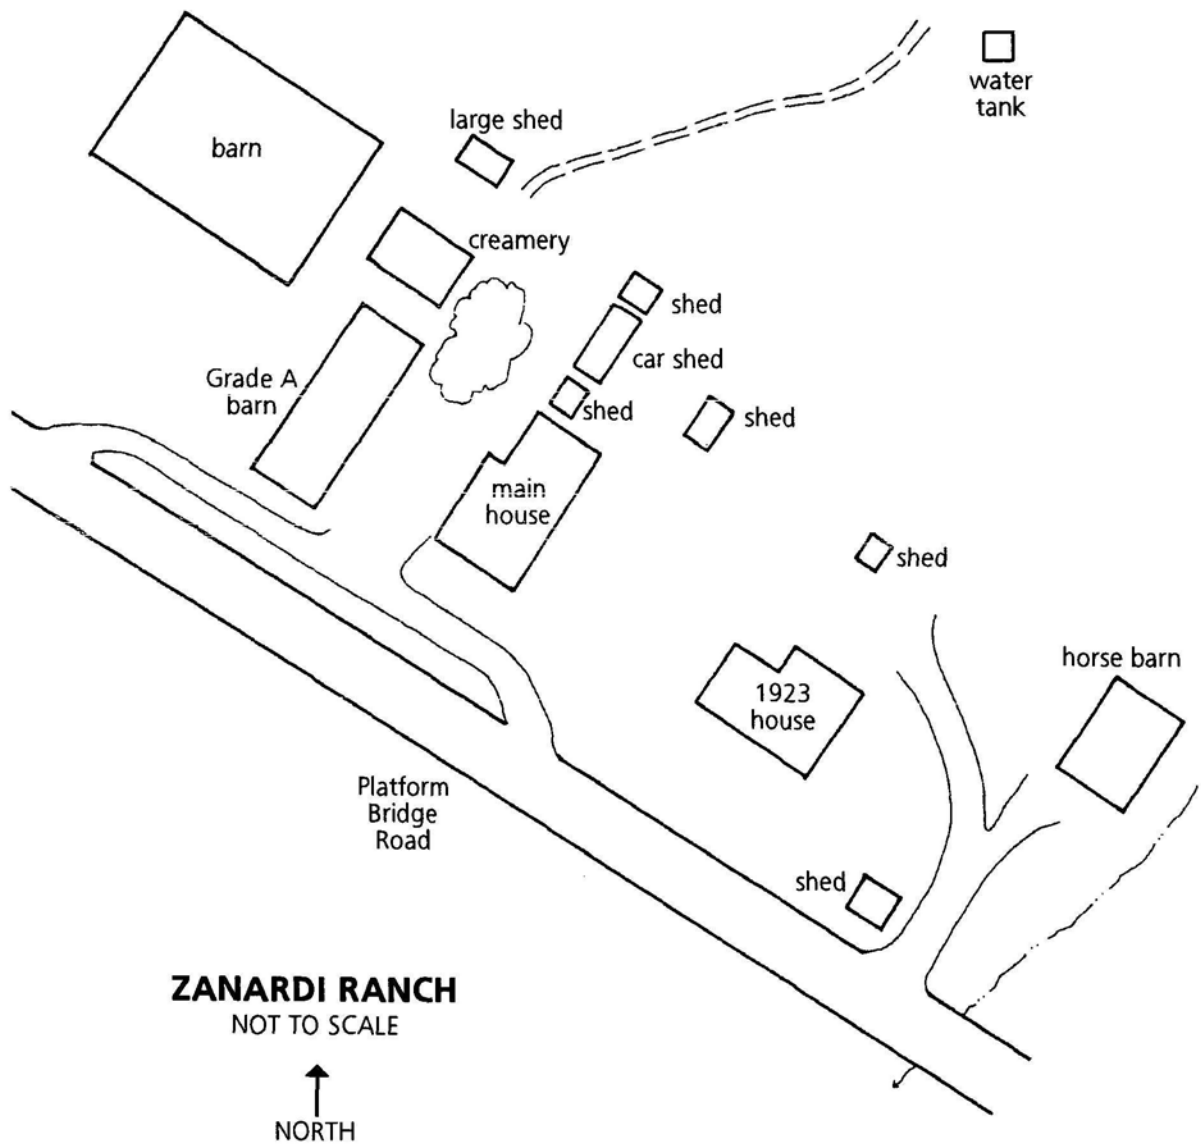 water
tank
large shed
barn
creamery
shed
car shed
Grade A
barn
shed
shed
main
house
shed
horse barn
1923
house
Platform
Bridge
Road
shed
ZANARDI RANCH
NOT TO SCALE
NORTH